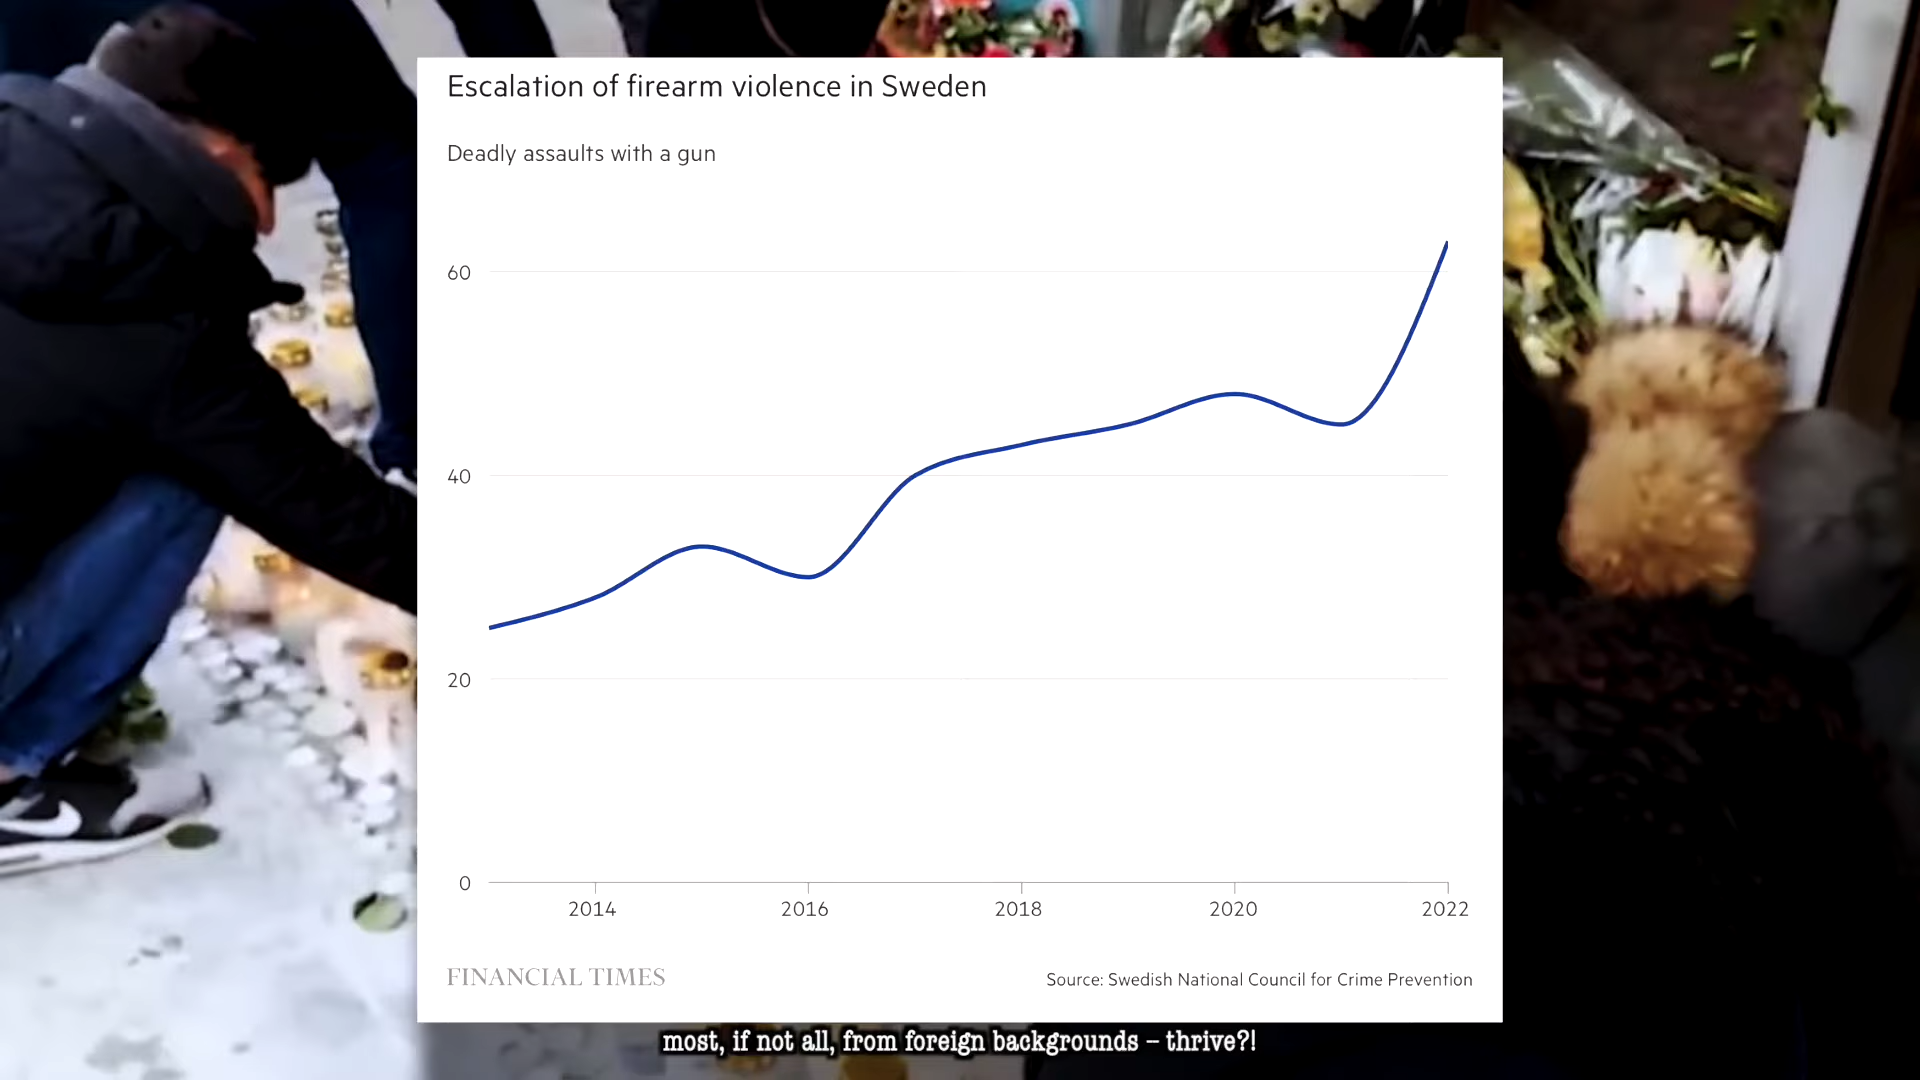 Escalation of firearm violence in Sweden
Deadly assaults with a gun
60
40
20
0
2014 2016 2018 2020 2022
FINANCIAL TIMES Source: Swedish National Council for Crime Prevention
most, if not all, from foreign backgrounds – thrive?!